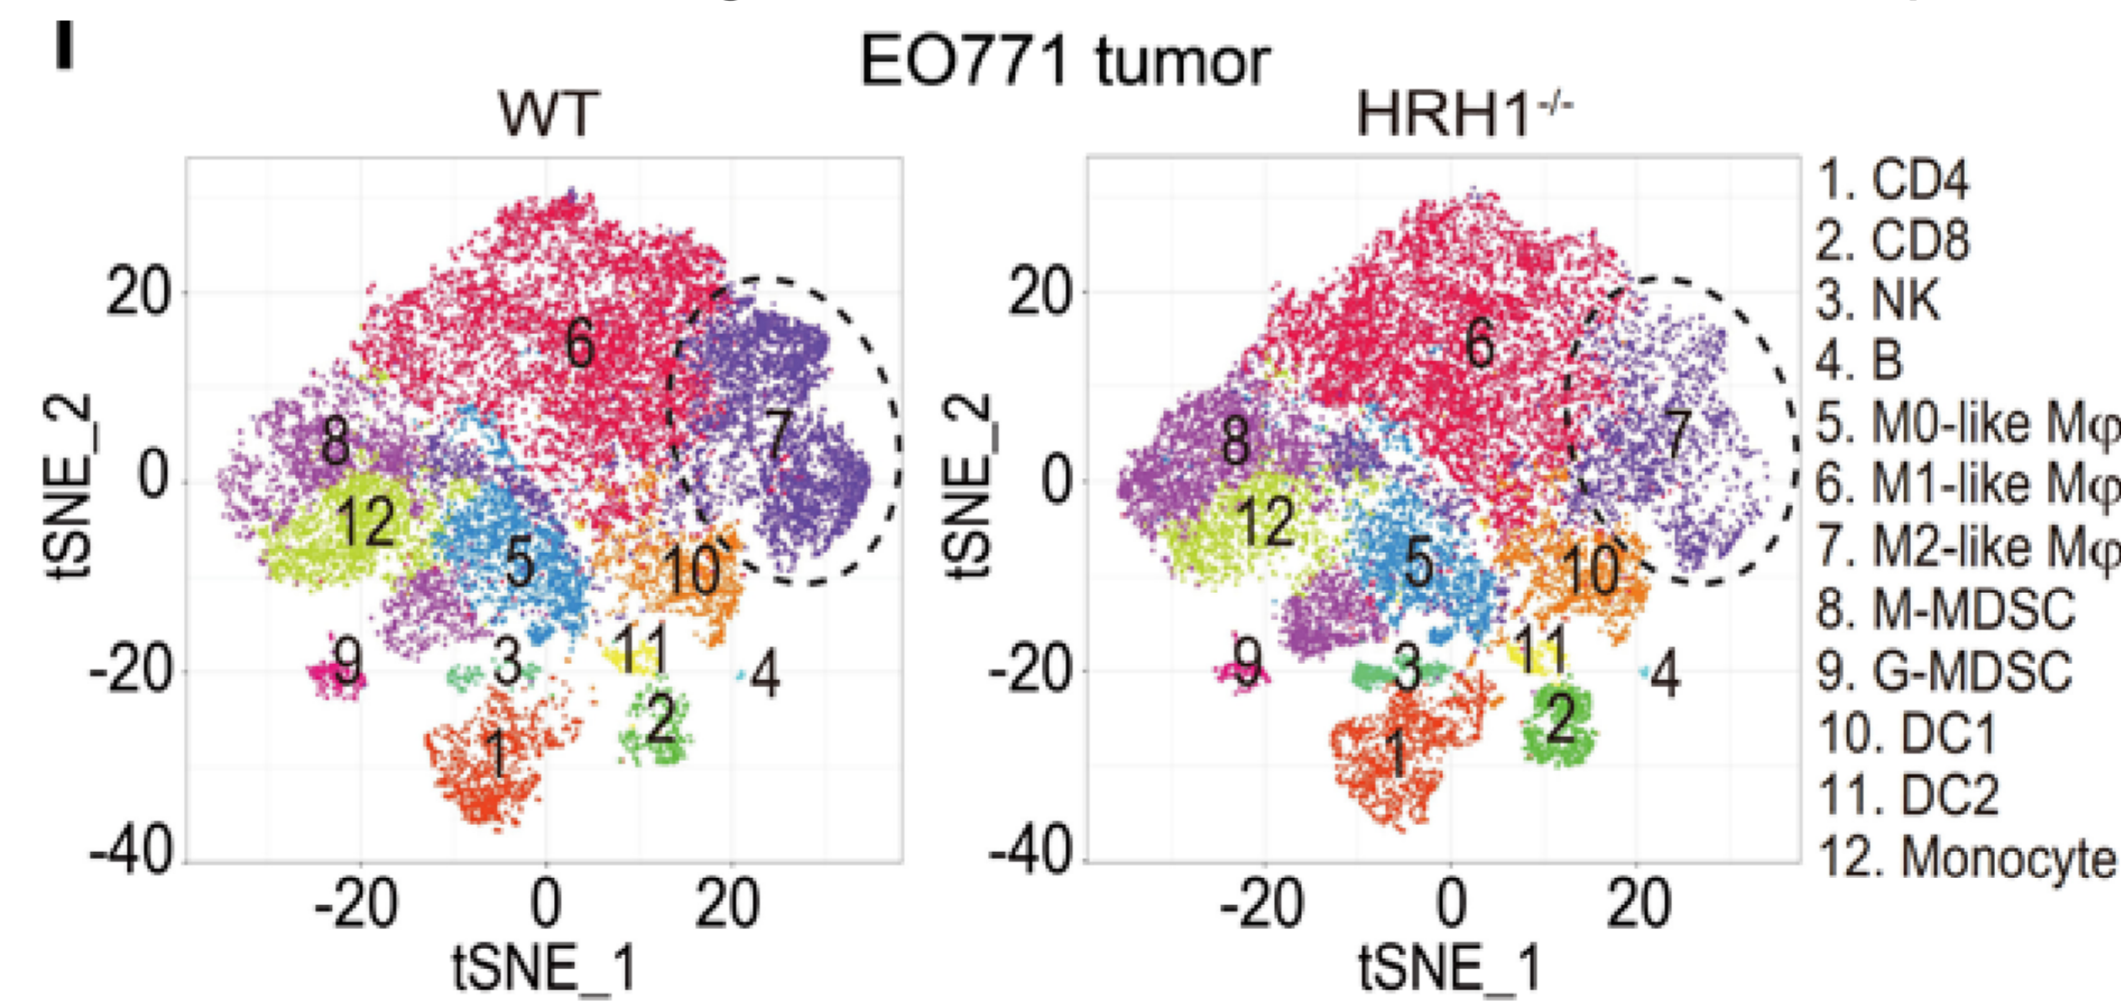 I
EO771 tumor
WT
HRH1-/-
tSNE_2
20
0
-20
-40
-20
0
20
tSNE_1
6
7
8
12
5
10
9
3
11
4
2
1
tSNE_2
20
0
-20
-40
-20
0
20
tSNE_1
6
7
8
12
5
10
9
3
11
4
2
1
1. CD4
2. CD8
3. NK
4. B
5. M0-like Mφ
6. M1-like Mφ
7. M2-like Mφ
8. M-MDSC
9. G-MDSC
10. DC1
11. DC2
12. Monocyte